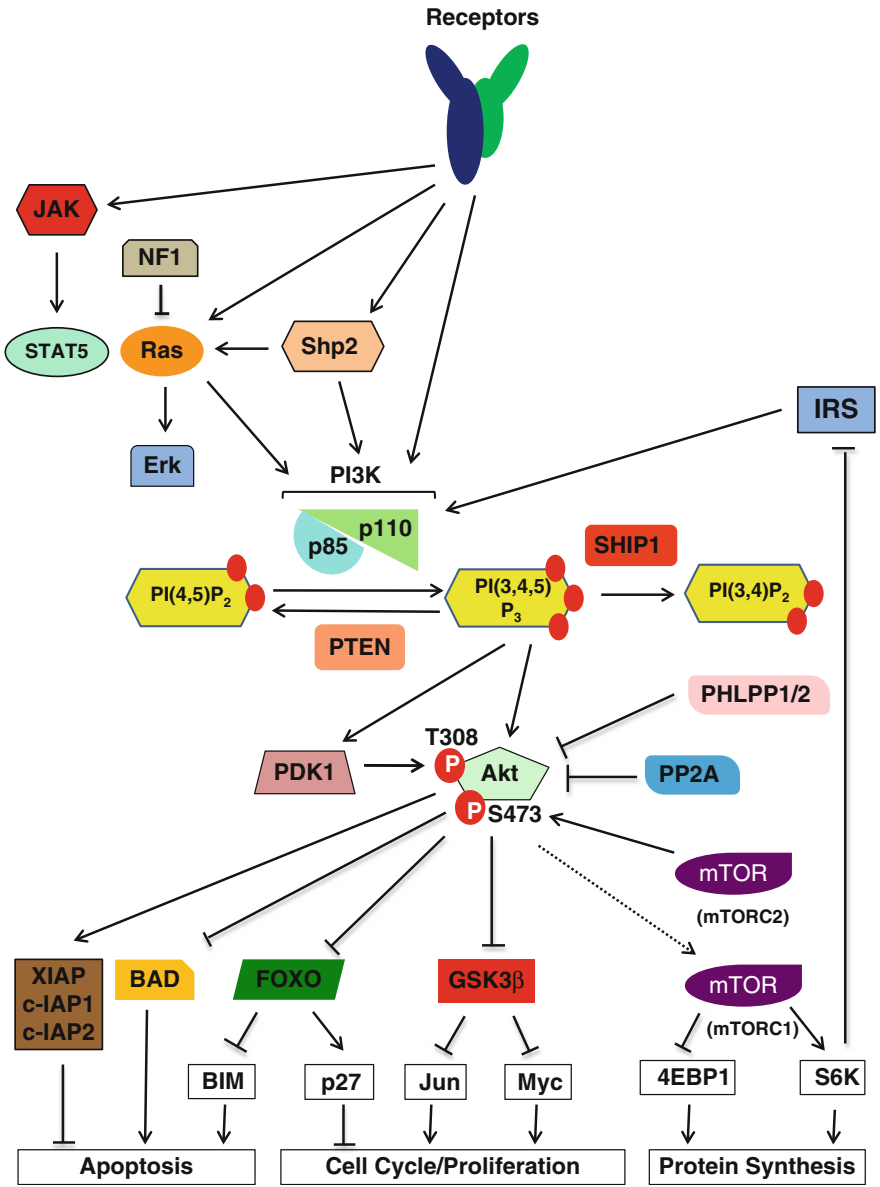 Receptors
JAK
NF1
STAT5
Ras
Shp2
IRS
Erk
PI3K
p110
p85
SHIP1
PI(4,5)P2
PI(3,4,5)
P3
PI(3,4)P2
PTEN
PHLPP1/2
T308
PDK1
P
Akt
PP2A
P
S473
mTOR
(mTORC2)
XIAP
c-IAP1
c-IAP2
BAD
FOXO
GSK3β
mTOR
(mTORC1)
BIM
p27
Jun
Myc
4EBP1
S6K
Apoptosis
Cell Cycle/Proliferation
Protein Synthesis